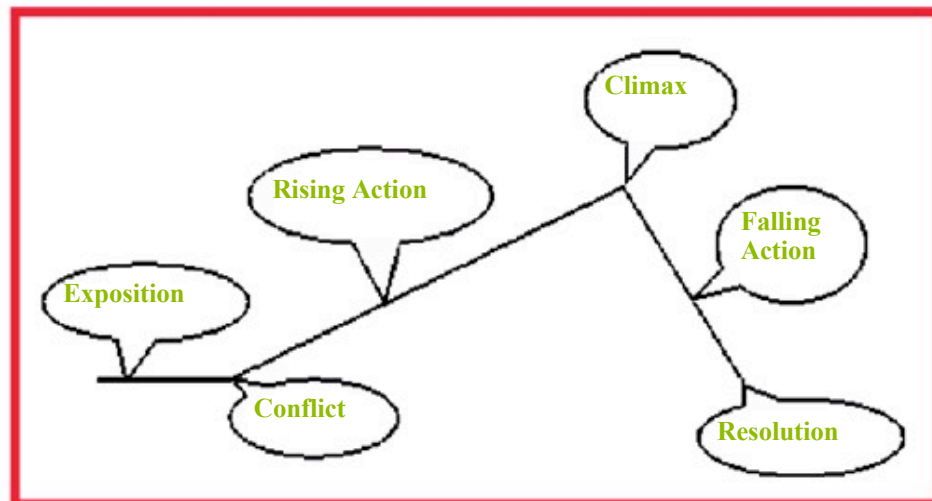 Climax
Rising Action
Falling
Action
Exposition
Conflict
Resolution